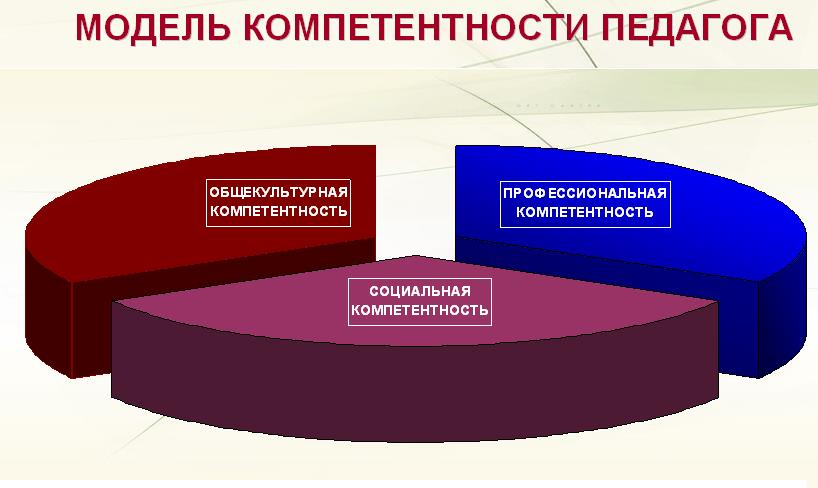 МОДЕЛЬ КОМПЕТЕНТНОСТИ ПЕДАГОГА
ОБЩЕКУЛЬТУРНАЯ
КОМПЕТЕНТНОСТЬ
ПРОФЕССИОНАЛЬНАЯ
КОМПЕТЕНТНОСТЬ
СОЦИАЛЬНАЯ
КОМПЕТЕНТНОСТЬ